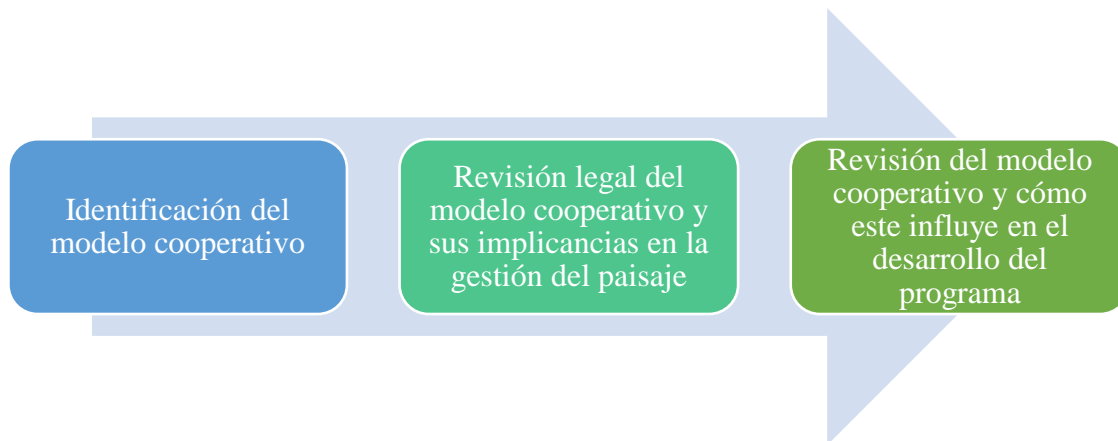 Identificación del
modelo cooperativo
Revisión legal del
modelo cooperativo y
sus implicancias en la
gestión del paisaje
Revisión del modelo
cooperativo y cómo
este influye en el
desarrollo del
programa